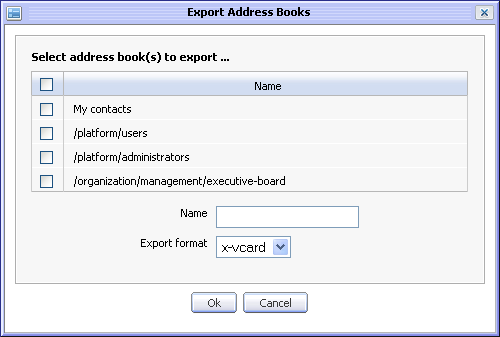 Export Address Books
Select address book(s) to export ...
Name
My contacts
/platform/users
/platform/administrators
/organization/management/executive-board
Name
Export format x-vcard
Ok Cancel